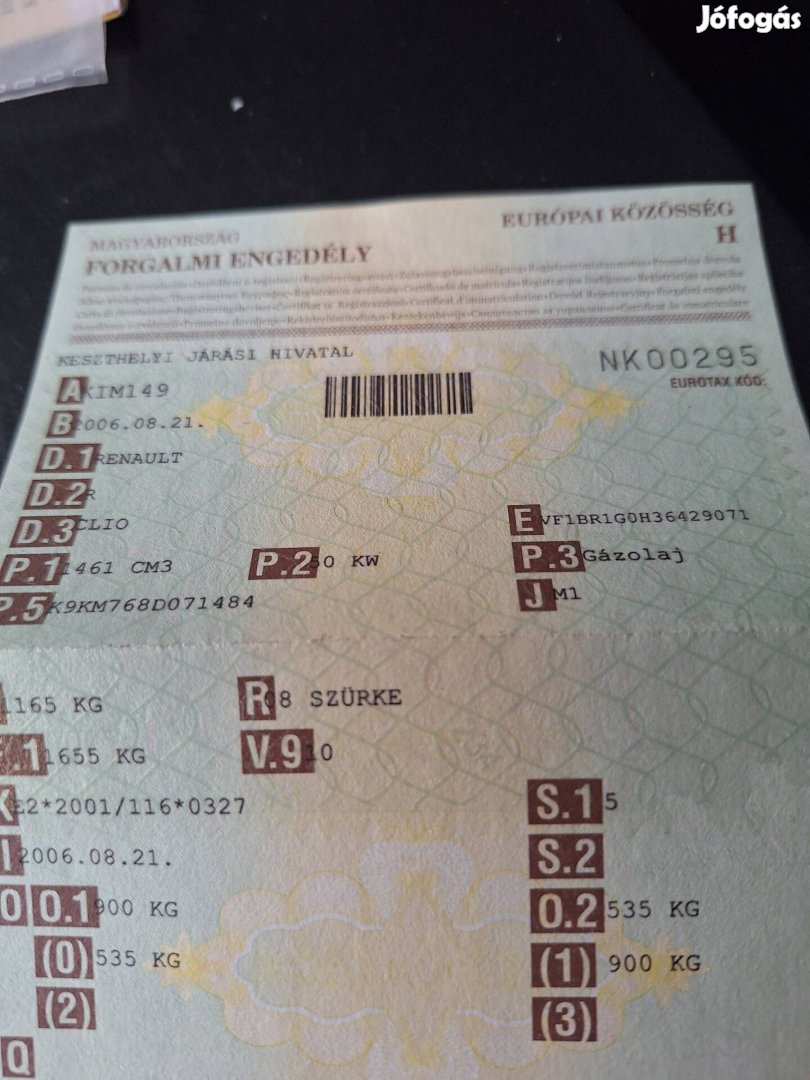 Jófogás
MAGYARORSZÁG
EURÓPAI KÖZÖSSÉG
FORGALMI ENGEDÉLY
H
KESZTHELYI JÁRÁSI HIVATAL
NK00295
EUROTAX KÓD:
A KIM149
B 2006.08.21.
D.1 RENAULT
D.2 R
D.3 CLIO
E VF1BR1G0H36429071
P.1 1461 CM3 P.2 50 KW P.3 Gázolaj
P.5 K9KM768D071484
J M1
1165 KG R 08 SZÜRKE
.1 1655 KG V.9 10
K E2*2001/116*0327
S.1 5
I 2006.08.21.
S.2
O O.1 900 KG O.2 535 KG
(0) 535 KG (1) 900 KG
(2) (3)
Q